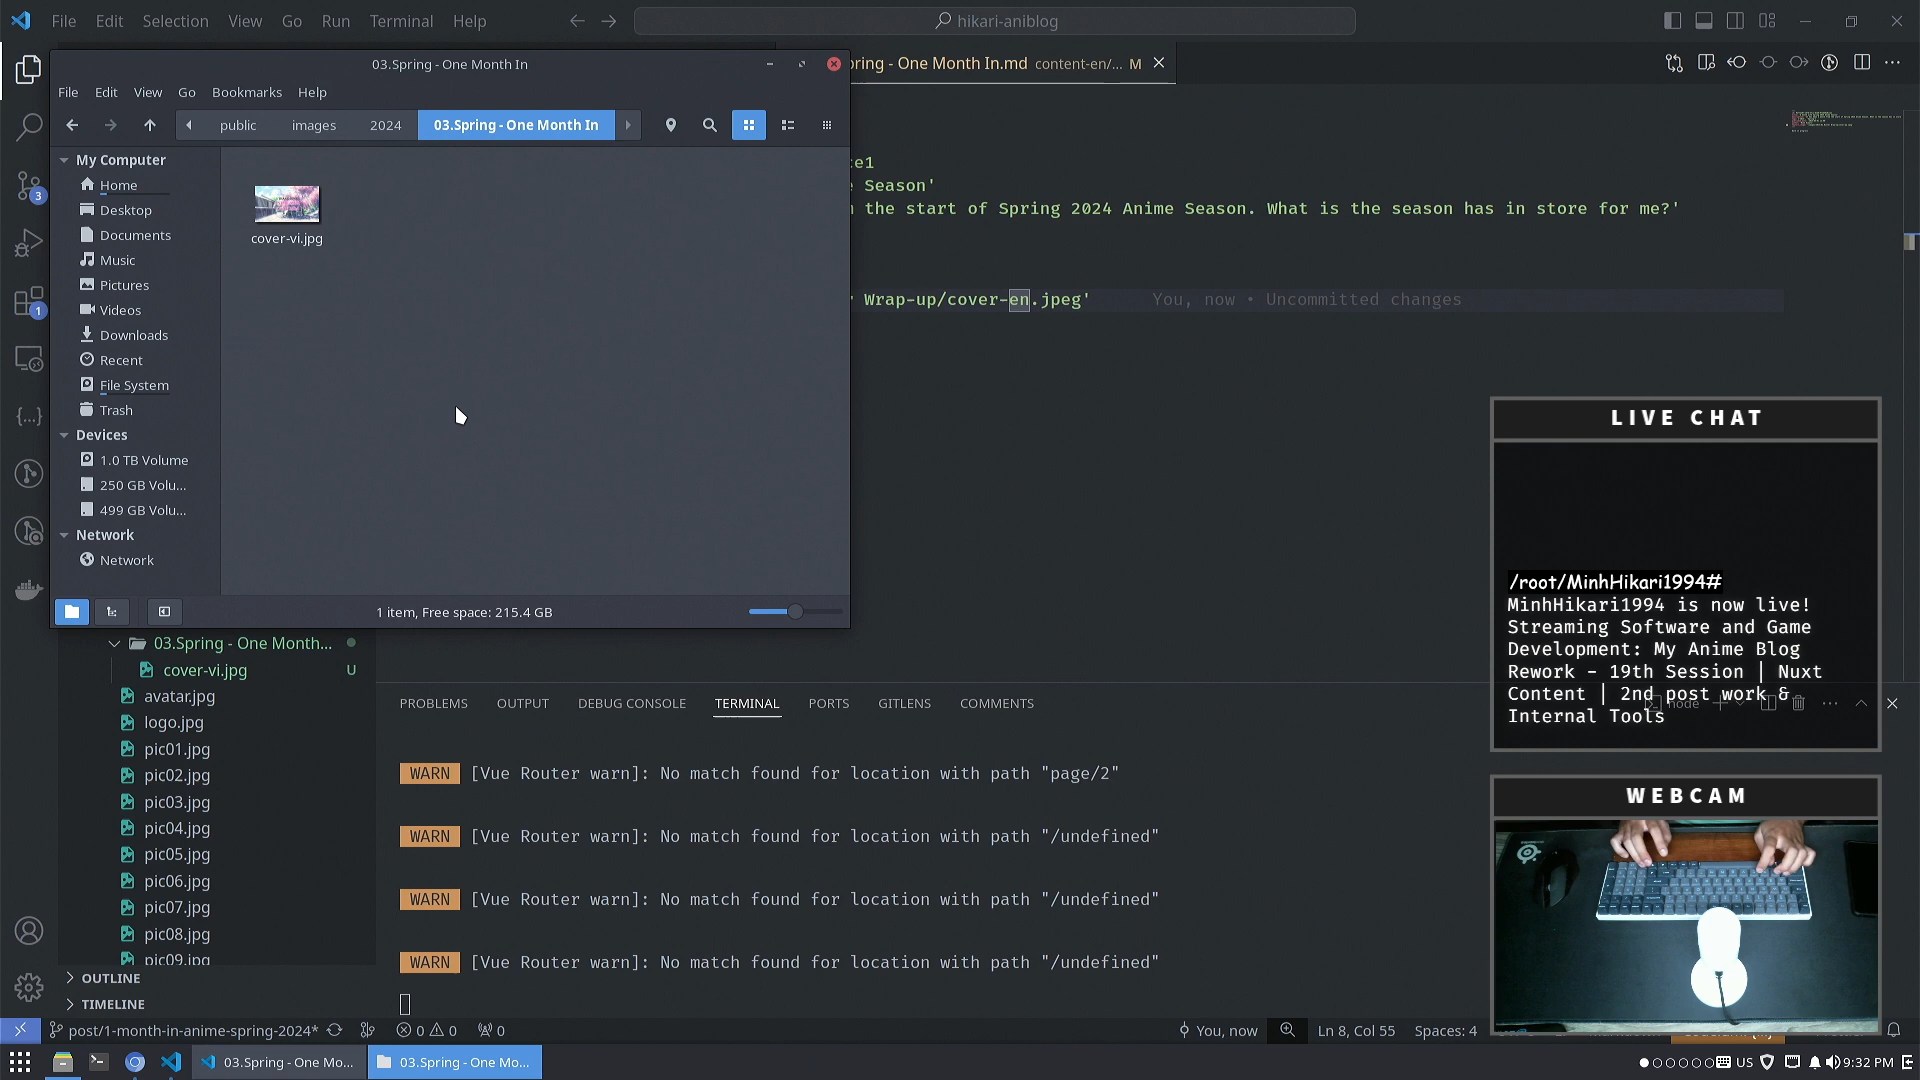 File Edit Selection View Go Run Terminal Help
hikari-aniblog
03.Spring - One Month In
pring - One Month In.md content-en/... M
File Edit View Go Bookmarks Help
public images 2024 03.Spring - One Month In
My Computer
Home
Desktop
Documents
Music
Pictures
Videos
Downloads
Recent
File System
Trash
Devices
1.0 TB Volume
250 GB Volu...
499 GB Volu...
Network
Network
cover-vi.jpg
1 item, Free space: 215.4 GB
e1
Season'
the start of Spring 2024 Anime Season. What is the season has in store for me?'
Wrap-up/cover-en.jpeg' You, now • Uncommitted changes
3
1
03.Spring - One Month...
cover-vi.jpg U
avatar.jpg
logo.jpg
pic01.jpg
pic02.jpg
pic03.jpg
pic04.jpg
pic05.jpg
pic06.jpg
pic07.jpg
pic08.jpg
pic09.jpg
OUTLINE
TIMELINE
PROBLEMS OUTPUT DEBUG CONSOLE TERMINAL PORTS GITLENS COMMENTS
node
WARN [Vue Router warn]: No match found for location with path "page/2"
WARN [Vue Router warn]: No match found for location with path "/undefined"
WARN [Vue Router warn]: No match found for location with path "/undefined"
WARN [Vue Router warn]: No match found for location with path "/undefined"
LIVE CHAT
/root/MinhHikari1994#
MinhHikari1994 is now live!
Streaming Software and Game
Development: My Anime Blog
Rework - 19th Session | Nuxt
Content | 2nd post work &
Internal Tools
WEBCAM
post/1-month-in-anime-spring-2024* 0 0 0
You, now Ln 8, Col 55 Spaces: 4
03.Spring - One Mo... 03.Spring - One Mo...
US 9:32 PM